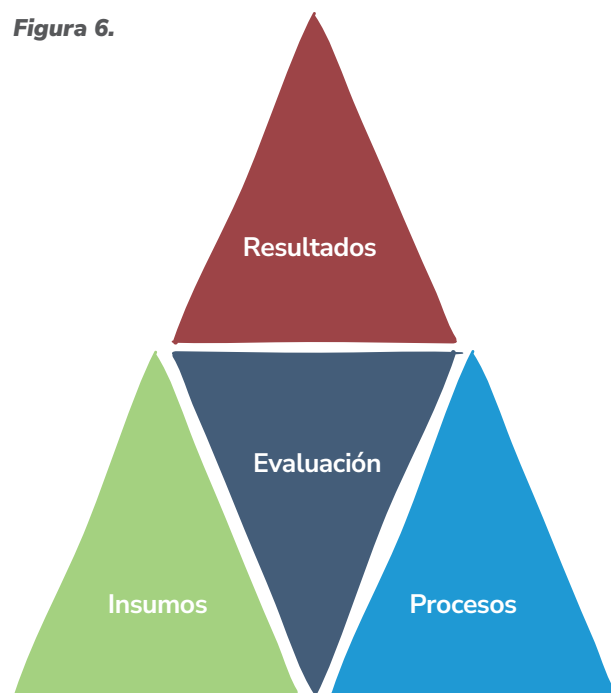 Figura 6.
Resultados
Evaluación
Insumos
Procesos